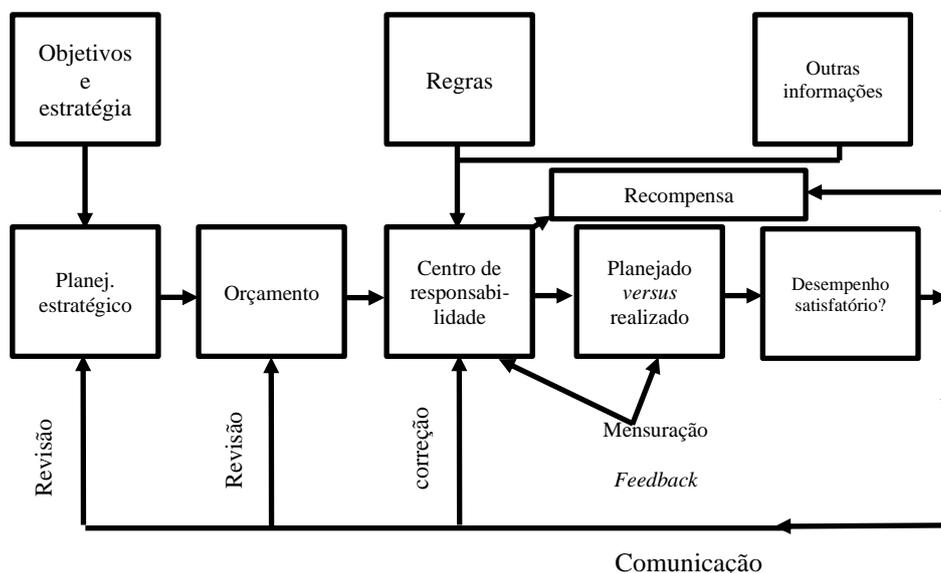 Objetivos
e
estratégia
Regras
Outras
informações
Recompensa
Planej.
estratégico
Orçamento
Centro de
responsabi-
lidade
Planejado
versus
realizado
Desempenho
satisfatório?
Revisão
Revisão
correção
Mensuração
Feedback
Comunicação